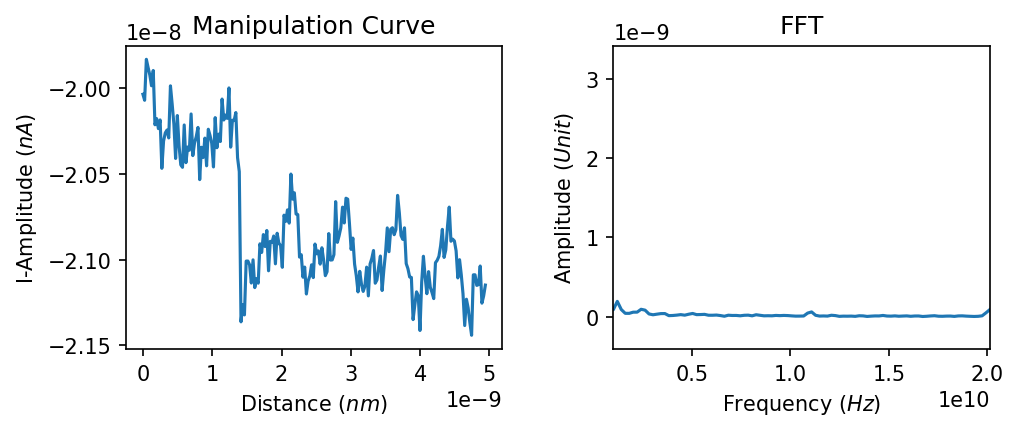 Manipulation Curve
1e−8
−2.00
−2.05
−2.10
−2.15
I-Amplitude (nA)
0 1 2 3 4 5
1e−9
Distance (nm)
FFT
1e−9
3
2
1
0
Amplitude (Unit)
0.5 1.0 1.5 2.0
1e10
Frequency (Hz)